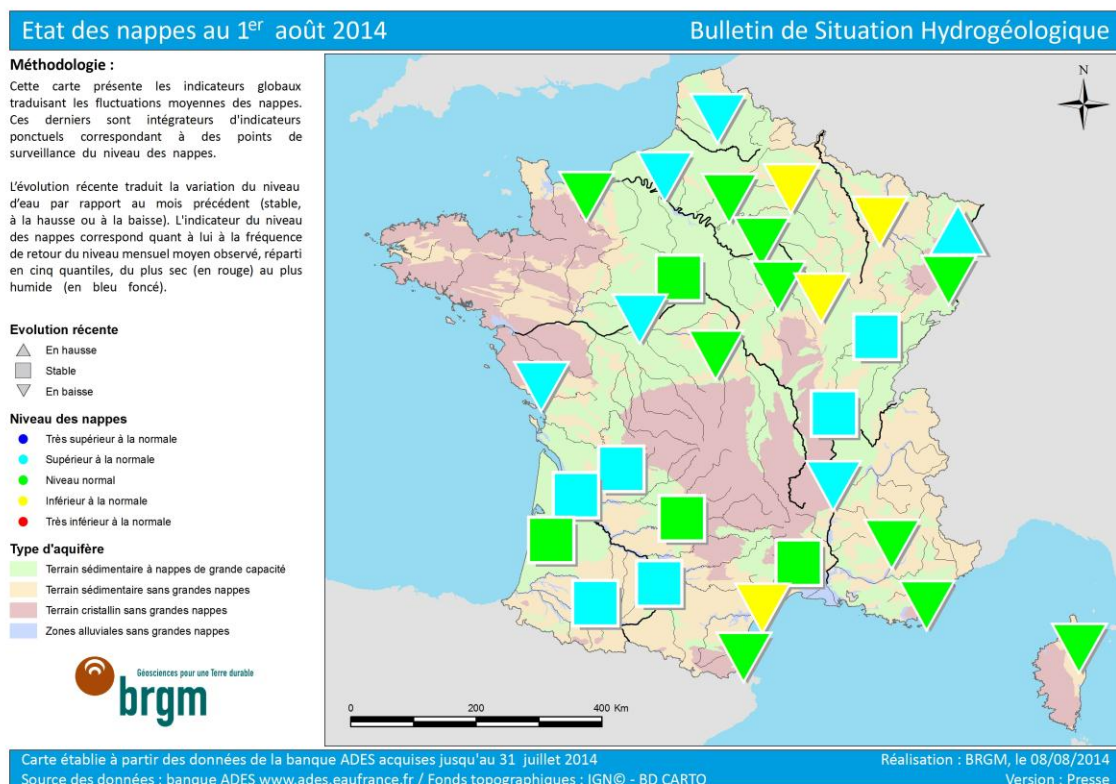 Etat des nappes au 1er août 2014
Bulletin de Situation Hydrogéologique
Méthodologie :
Cette carte présente les indicateurs globaux
traduisant les fluctuations moyennes des nappes.
Ces derniers sont intégrateurs d'indicateurs
ponctuels correspondant à des points de
surveillance du niveau des nappes.
L'évolution récente traduit la variation du niveau
d'eau par rapport au mois précédent (stable,
à la hausse ou à la baisse). L'indicateur du niveau
des nappes correspond quant à lui à la fréquence
de retour du niveau mensuel moyen observé, réparti
en cinq quantiles, du plus sec (en rouge) au plus
humide (en bleu foncé).
Evolution récente
En hausse
Stable
En baisse
Niveau des nappes
Très supérieur à la normale
Supérieur à la normale
Niveau normal
Inférieur à la normale
Très inférieur à la normale
Type d'aquifère
Terrain sédimentaire à nappes de grande capacité
Terrain sédimentaire sans grandes nappes
Terrain cristallin sans grandes nappes
Zones alluviales sans grandes nappes
Géosciences pour une Terre durable
brgm
N
0 200 400 Km
Carte établie à partir des données de la banque ADES acquises jusqu'au 31 juillet 2014
Source des données : banque ADES www.ades.eaufrance.fr / Fonds topographiques : IGN© - BD CARTO
Réalisation : BRGM, le 08/08/2014
Version : Presse